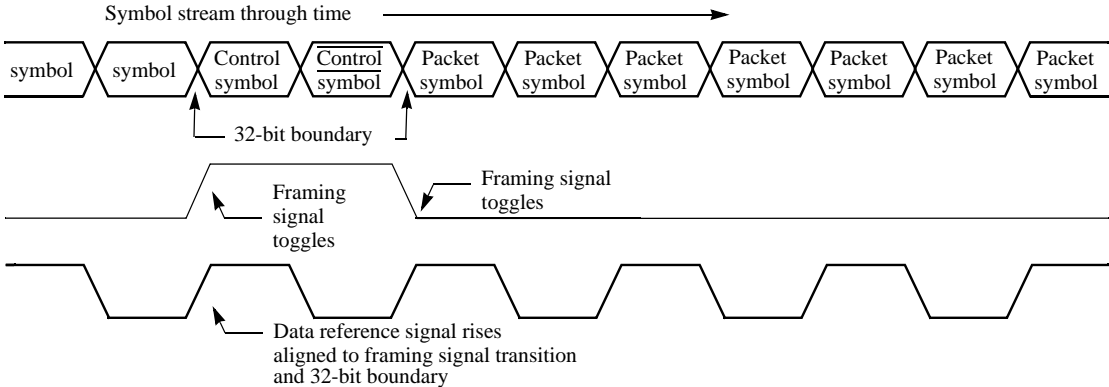 Symbol stream through time
symbol symbol Control symbol Control symbol Packet symbol Packet symbol Packet symbol Packet symbol Packet symbol Packet symbol Packet symbol
32-bit boundary
Framing
signal
toggles
Framing signal
toggles
Data reference signal rises
aligned to framing signal transition
and 32-bit boundary